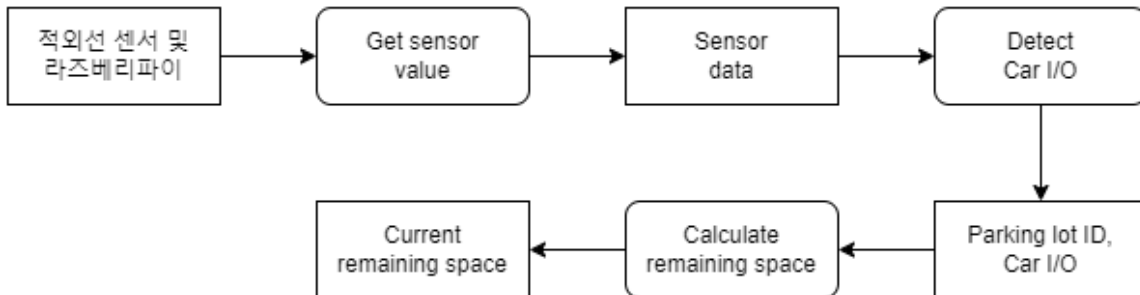 적외선 센서 및
라즈베리파이
Get sensor
value
Sensor
data
Detect
Car I/O
Parking lot ID,
Car I/O
Calculate
remaining space
Current
remaining space